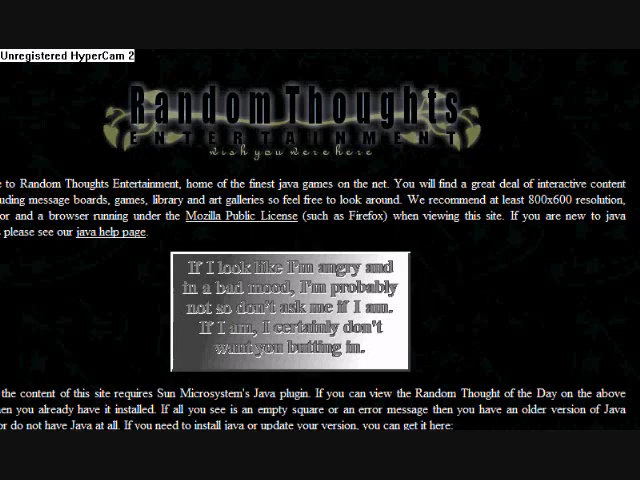 Unregistered HyperCam 2
Random Thoughts
ENTERTAINMENT
wish you were here
e to Random Thoughts Entertainment, home of the finest java games on the net. You will find a great deal of interactive content
uding message boards, games, library and art galleries so feel free to look around. We recommend at least 800x600 resolution,
or and a browser running under the Mozilla Public License (such as Firefox) when viewing this site. If you are new to java
s please see our java help page.
If I look like I'm angry and
in a bad mood, I'm probably
not so don't ask me if I am.
If I am, I certainly don't
want you butting in.
the content of this site requires Sun Microsystem's Java plugin. If you can view the Random Thought of the Day on the above
hen you already have it installed. If all you see is an empty square or an error message then you have an older version of Java
or do not have Java at all. If you need to install java or update your version, you can get it here: